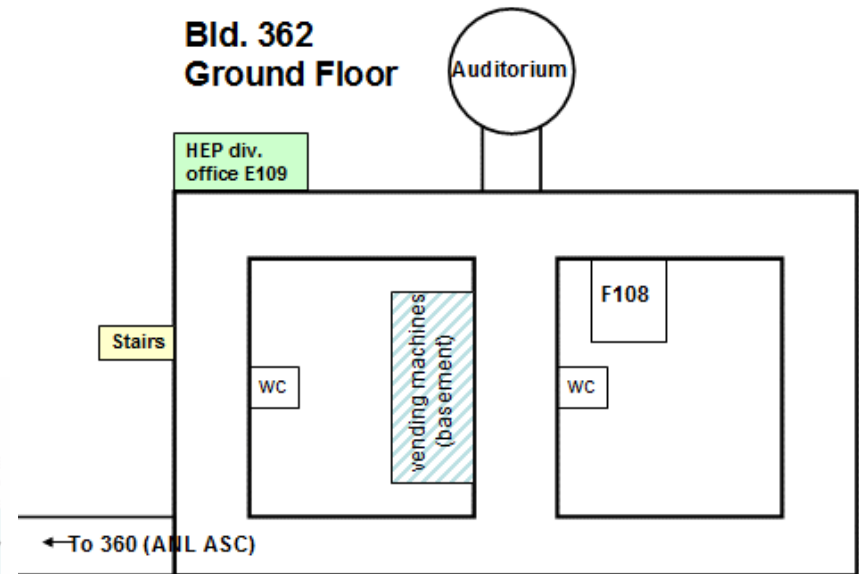 Bld. 362
Ground Floor
Auditorium
HEP div.
office E109
F108
Stairs
vending machines
(basement)
wc
wc
To 360 (ANL ASC)